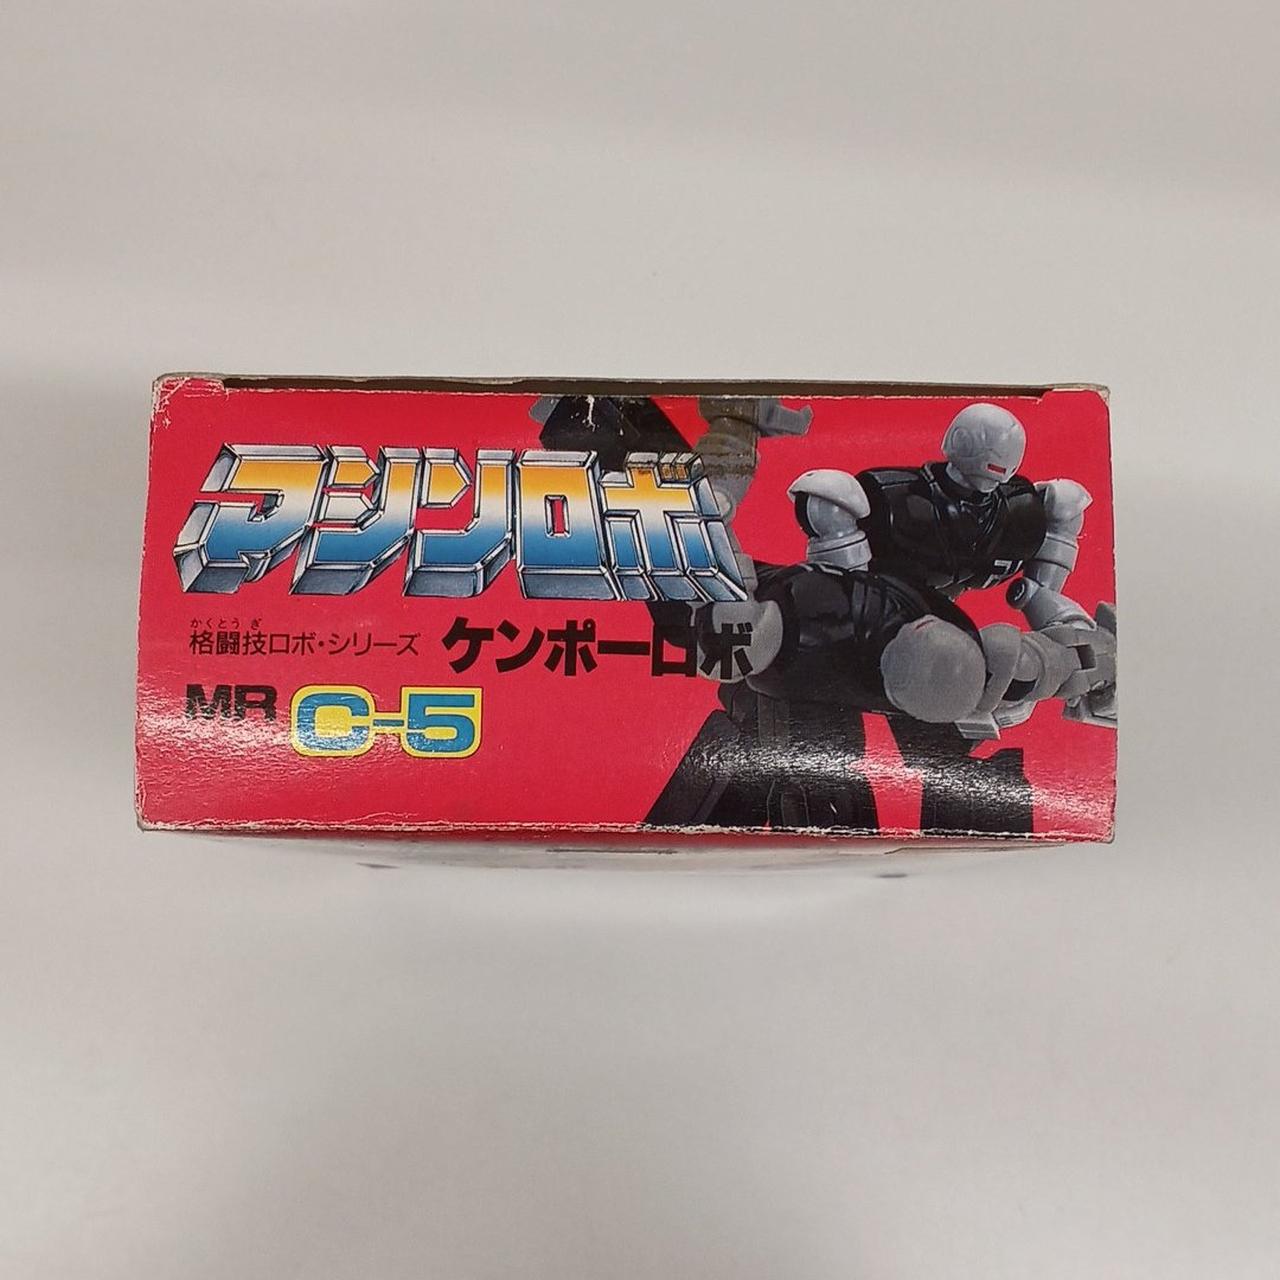 マシンロボ
かくとうぎ
格闘技ロボ・シリーズ ケンポーロボ
MR C-5